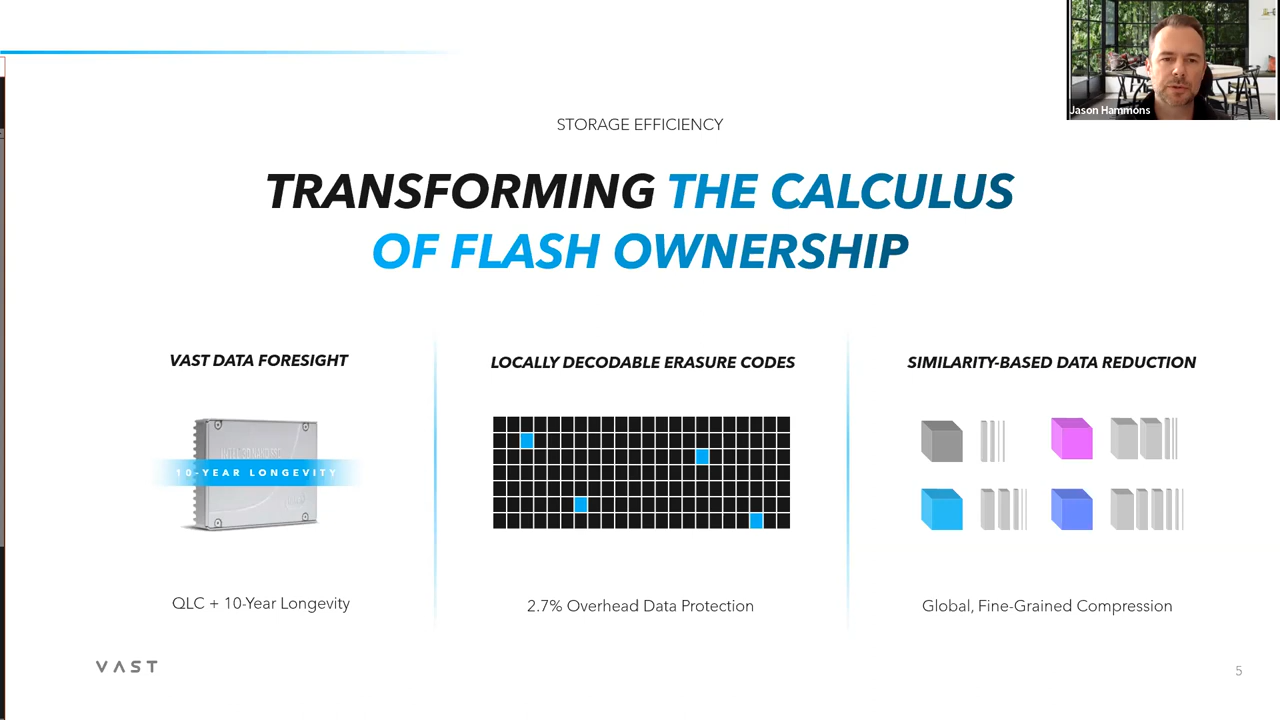 Jason Hammons
STORAGE EFFICIENCY
TRANSFORMING THE CALCULUS
OF FLASH OWNERSHIP
VAST DATA FORESIGHT
LOCALLY DECODABLE ERASURE CODES
SIMILARITY-BASED DATA REDUCTION
10-YEAR LONGEVITY
QLC + 10-Year Longevity
2.7% Overhead Data Protection
Global, Fine-Grained Compression
VAST
5